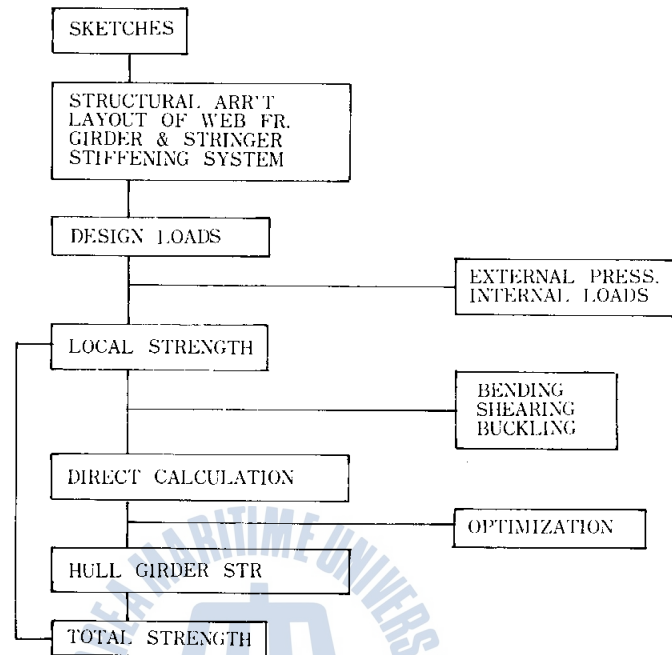 SKETCHES
STRUCTURAL ARR'T
LAYOUT OF WEB FR.
GIRDER & STRINGER
STIFFENING SYSTEM
DESIGN LOADS
EXTERNAL PRESS.
INTERNAL LOADS
LOCAL STRENGTH
BENDING
SHEARING
BUCKLING
DIRECT CALCULATION
OPTIMIZATION
HULL GIRDER STR
TOTAL STRENGTH
MARITIME